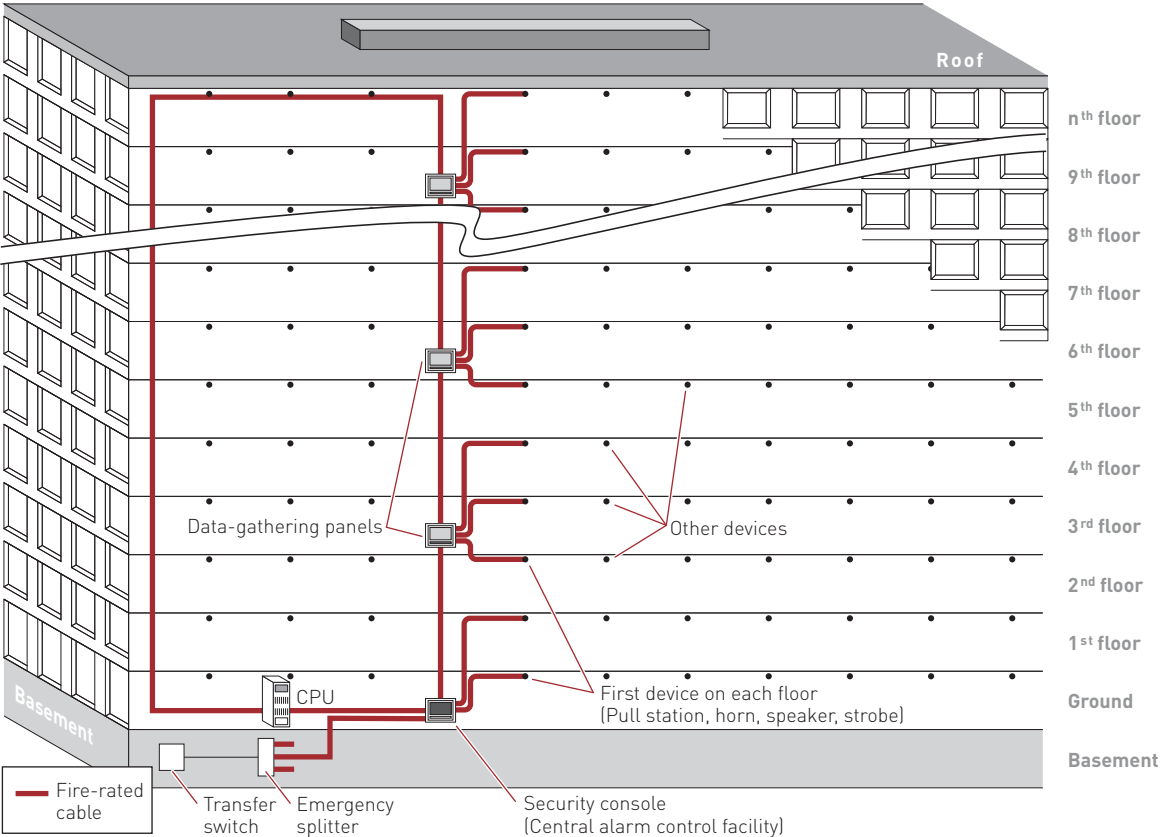 Roof
nᵗʰ floor
9ᵗʰ floor
8ᵗʰ floor
7ᵗʰ floor
6ᵗʰ floor
5ᵗʰ floor
4ᵗʰ floor
Data-gathering panels
Other devices
3ʳᵈ floor
2ⁿᵈ floor
1ˢᵗ floor
CPU
First device on each floor
(Pull station, horn, speaker, strobe)
Ground
Basement
Basement
Fire-rated
cable
Transfer
switch
Emergency
splitter
Security console
(Central alarm control facility)